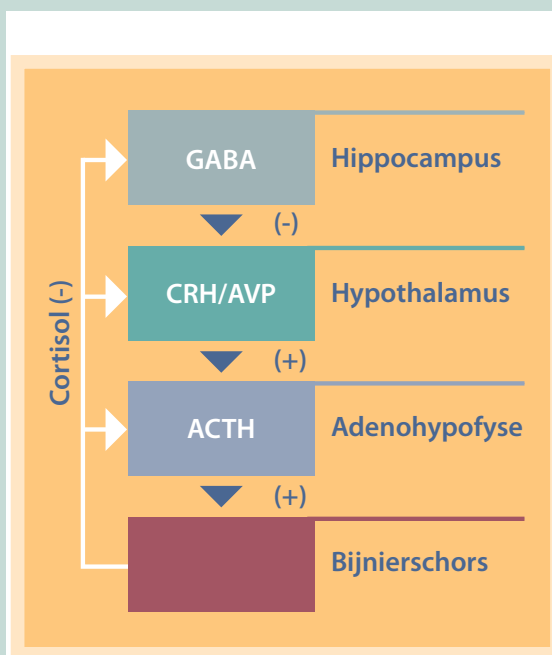 GABA
Hippocampus
(-)
CRH/AVP
Hypothalamus
(+)
ACTH
Adenohypofyse
(+)
Bijnierschors
Cortisol (-)